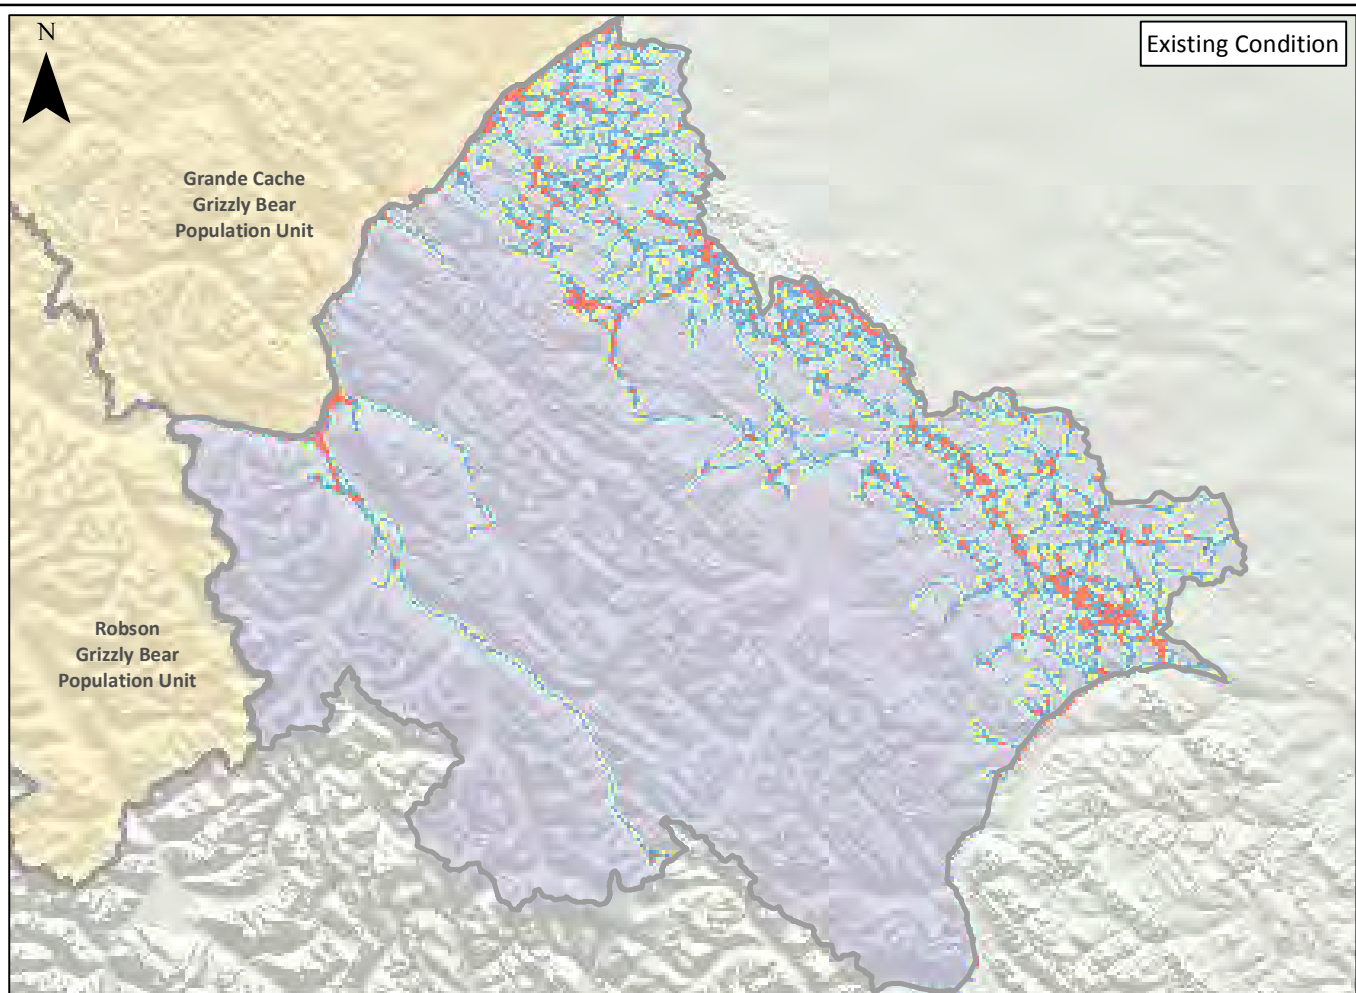 N
Existing Condition
Grande Cache
Grizzly Bear
Population Unit
Robson
Grizzly Bear
Population Unit